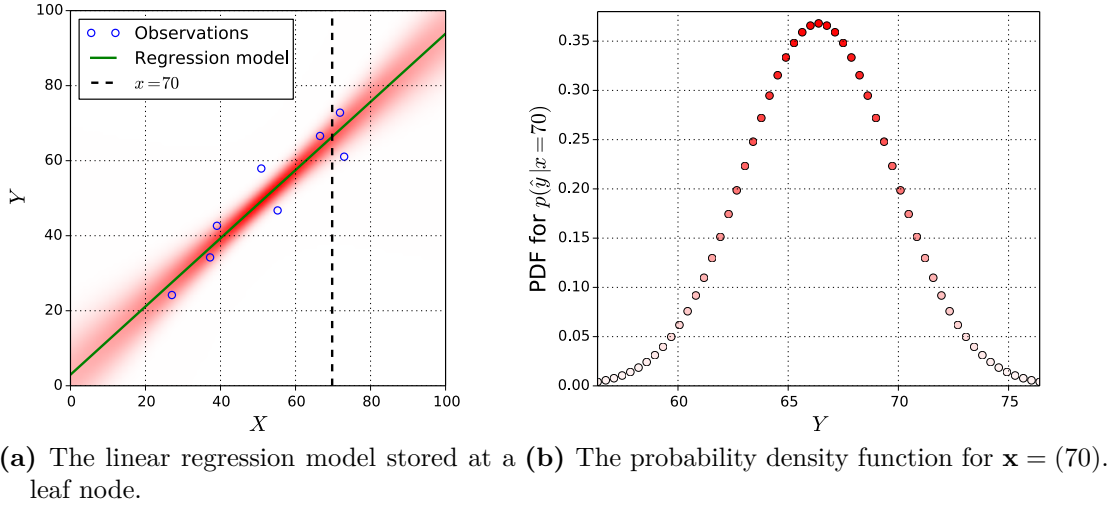 100
80
60
40
20
0
Y
Observations
Regression model
x = 70
0 20 40 60 80 100
X
0.35
0.30
0.25
0.20
0.15
0.10
0.05
0.00
PDF for p(ŷ|x = 70)
60 65 70 75
Y
(a) The linear regression model stored at a
leaf node.
(b) The probability density function for x = (70).